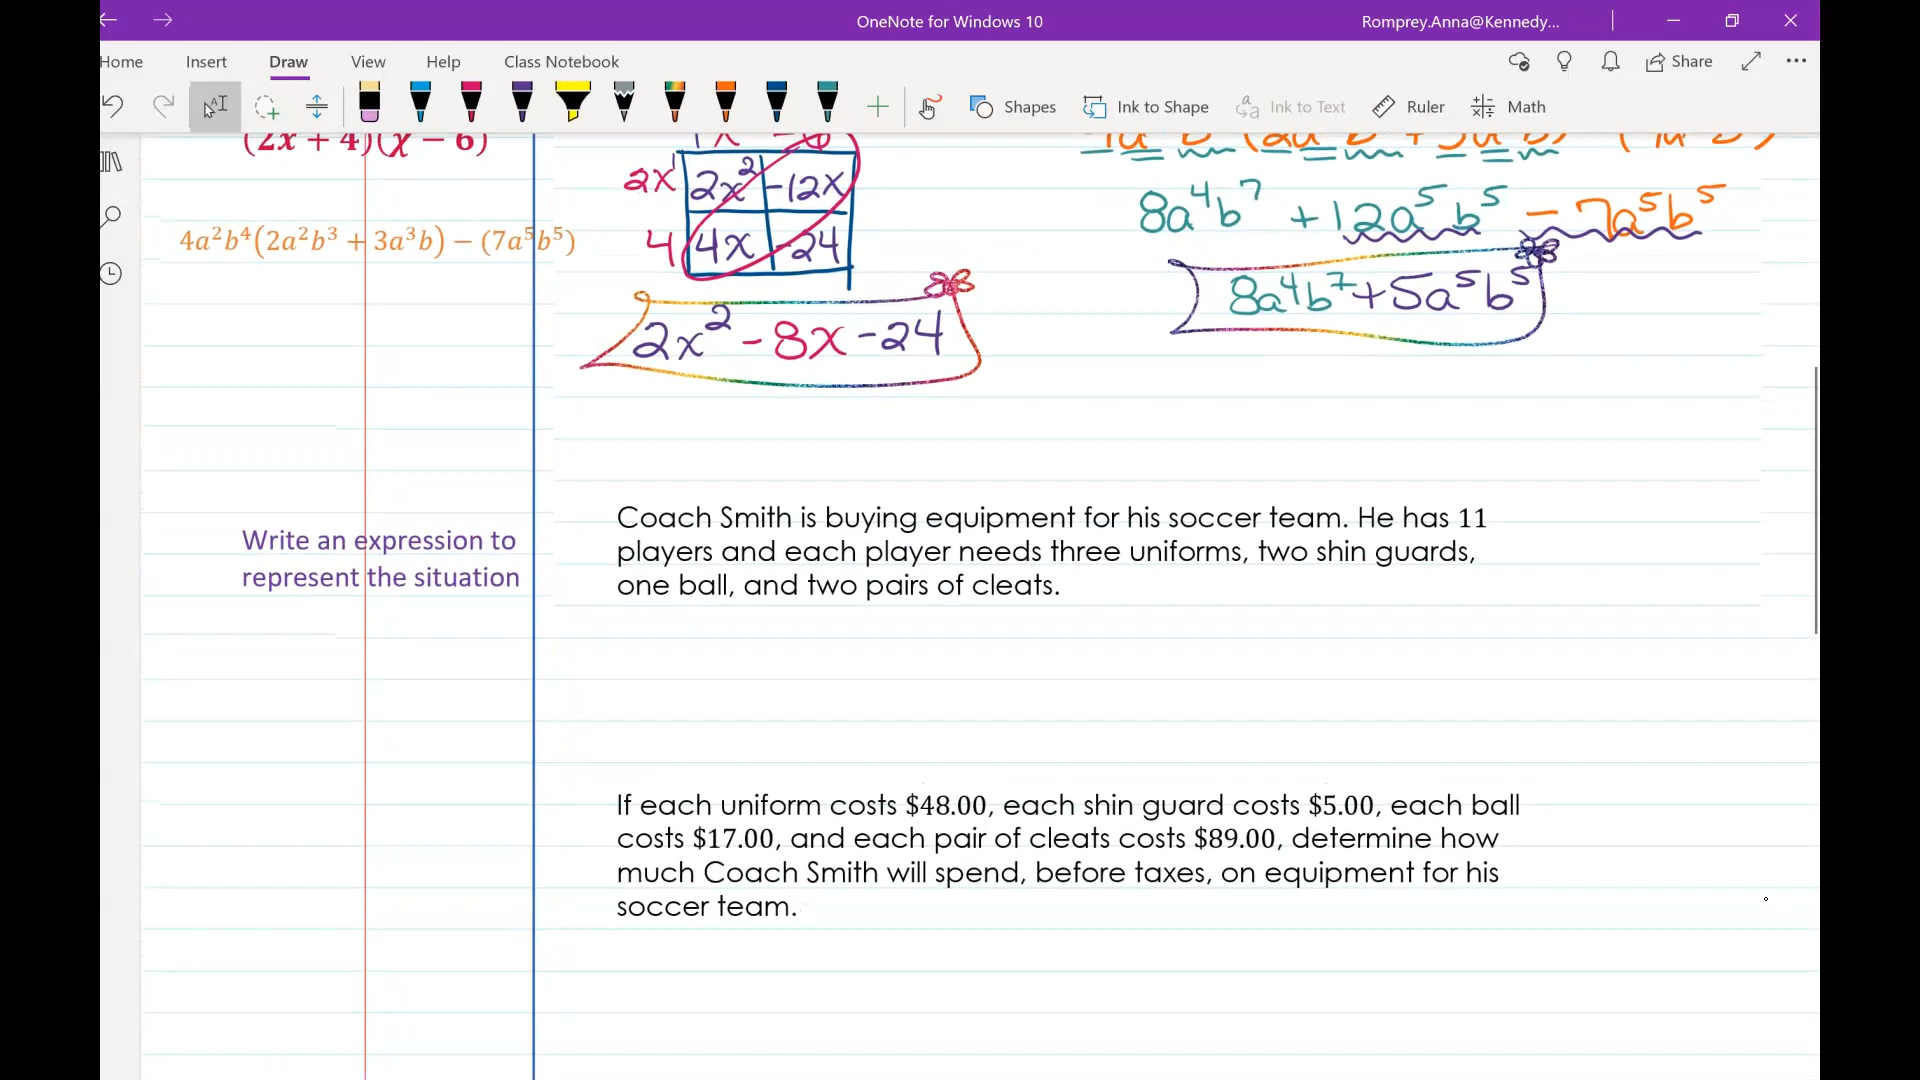 OneNote for Windows 10
Romprey.Anna@Kennedy...
Home Insert Draw View Help Class Notebook
Share
Shapes Ink to Shape Ink to Text Ruler Math
(2x + 4)(x − 6)
2x 2x² -12x
4 4x -24
2x² - 8x - 24
4a²b⁴(2a²b³ + 3a³b) − (7a⁵b⁵)
8a⁴b⁷ + 12a⁵b⁵ - 7a⁵b⁵
8a⁴b⁷ + 5a⁵b⁵
Write an expression to
represent the situation
Coach Smith is buying equipment for his soccer team. He has 11
players and each player needs three uniforms, two shin guards,
one ball, and two pairs of cleats.
If each uniform costs $48.00, each shin guard costs $5.00, each ball
costs $17.00, and each pair of cleats costs $89.00, determine how
much Coach Smith will spend, before taxes, on equipment for his
soccer team.